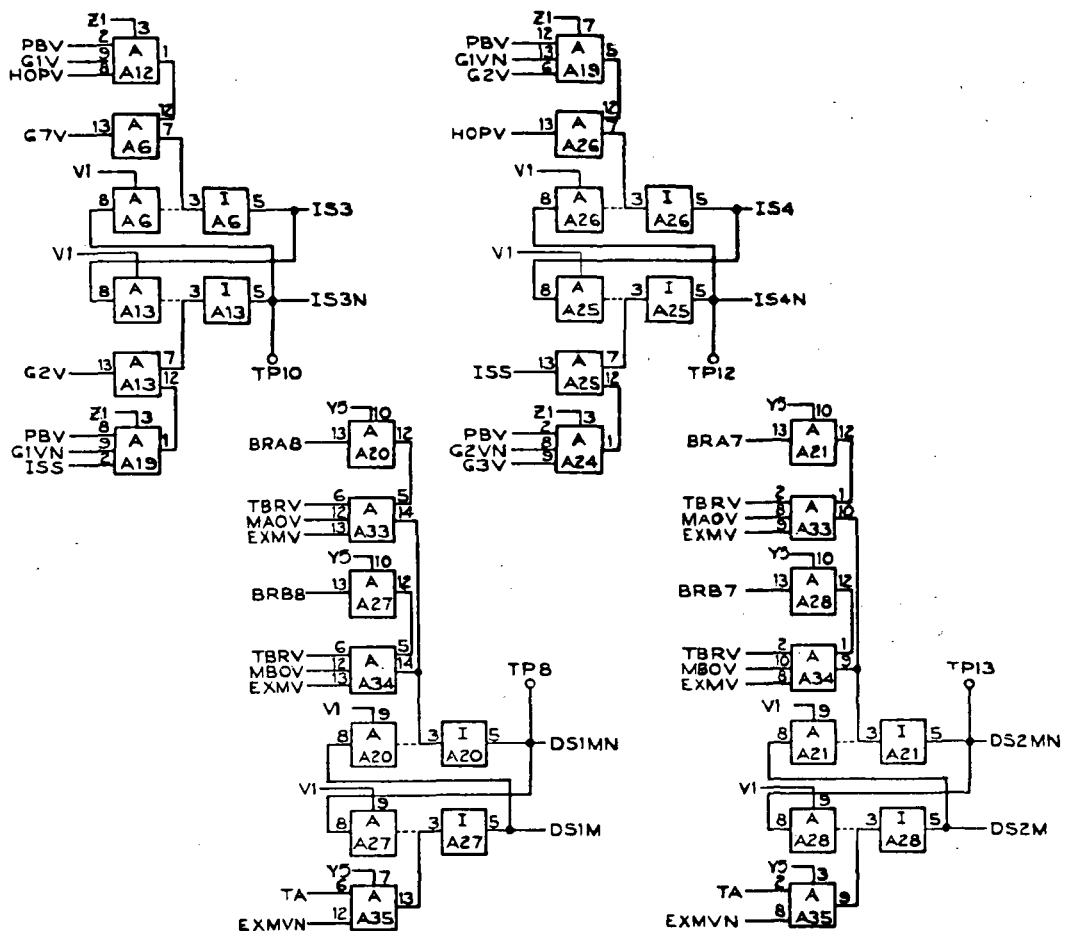 Z1 3
PBV 2
G1V 9
HOPV 8
A
A12
1
12
G7V 13
A
A6
7
V1
8
A
A6
3
I
A6
5
IS3
V1
8
A
A13
3
I
A13
5
IS3N
TP10
G2V 13
A
A13
7
12
Z1 3
PBV 8
G1VN 9
ISS 2
A
A19
1
Z1 7
PBV 12
G1VN 13
G2V 6
A
A19
5
12
HOPV 13
A
A26
7
V1
8
A
A26
3
I
A26
5
IS4
V1
8
A
A25
3
I
A25
5
IS4N
TP12
ISS 13
A
A25
7
12
Z1 3
PBV 2
G2VN 8
G3V 9
A
A24
1
Y5 10
BRA8 13
A
A20
12
TBRV 6
MAOV 12
EXMV 13
A
A33
5
14
Y5 10
BRB8 13
A
A27
12
TBRV 6
MBOV 12
EXMV 13
A
A34
5
14
TP8
V1 9
8
A
A20
3
I
A20
5
DS1MN
V1 9
8
A
A27
3
I
A27
5
DS1M
Y5 7
TA 6
EXMVN 12
A
A35
13
Y5 10
BRA7 13
A
A21
12
TBRV 2
MAOV 8
EXMV 9
A
A33
1
10
Y5 10
BRB7 13
A
A28
12
TBRV 2
MBOV 10
EXMV 8
A
A34
1
9
TP13
V1 9
8
A
A21
3
I
A21
5
DS2MN
V1 9
8
A
A28
3
I
A28
5
DS2M
Y5 3
TA 2
EXMVN 8
A
A35
9